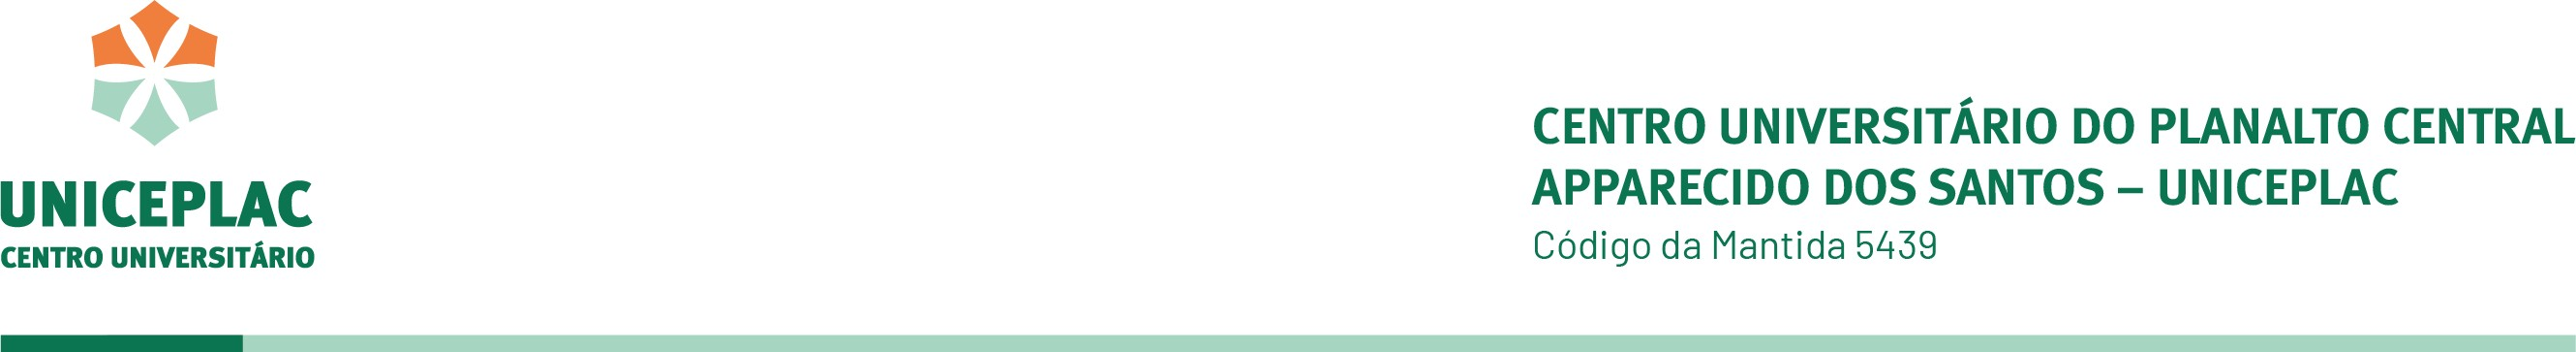 UNICEPLAC
CENTRO UNIVERSITÁRIO
CENTRO UNIVERSITÁRIO DO PLANALTO CENTRAL
APPARECIDO DOS SANTOS – UNICEPLAC
Código da Mantida 5439